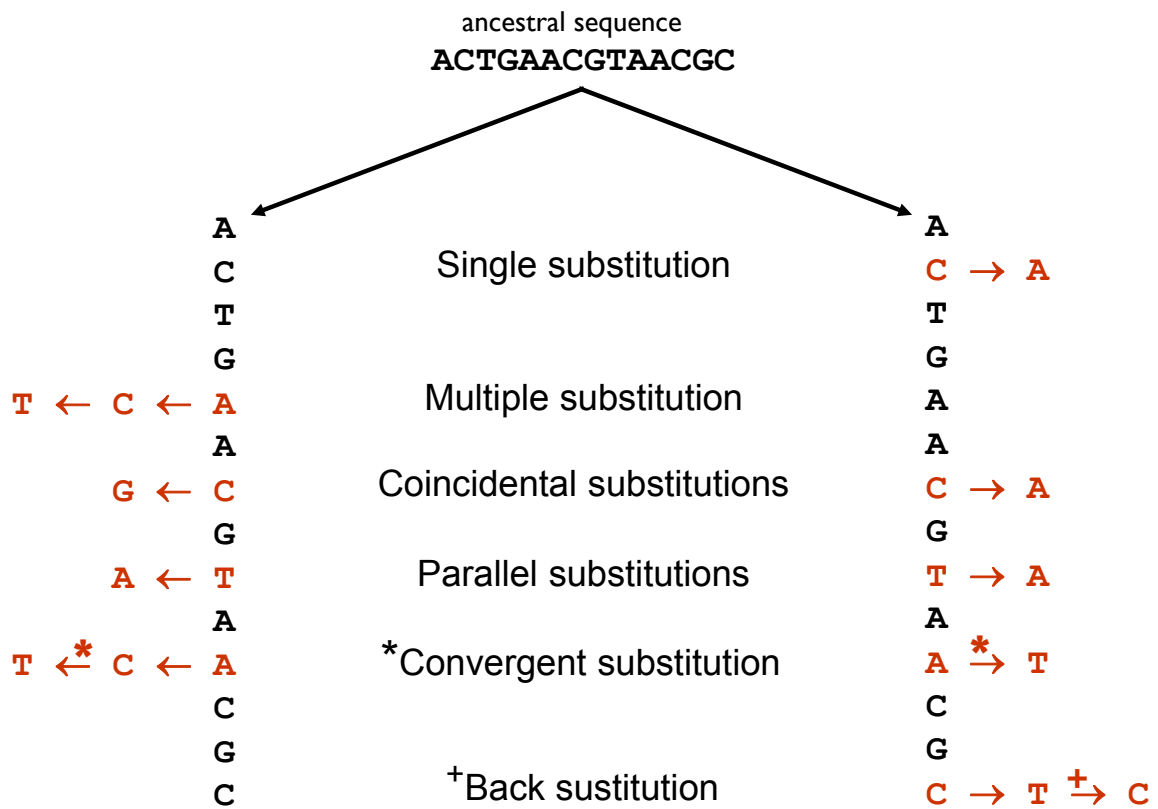 ancestral sequence
ACTGAACGTAACGC
A A
C Single substitution C → A
T T
G G
T ← C ← A Multiple substitution A
A A
G ← C Coincidental substitutions C → A
G G
A ← T Parallel substitutions T → A
A A
T ←* C ← A *Convergent substitution A →* T
C C
G G
C +Back sustitution C → T →+ C